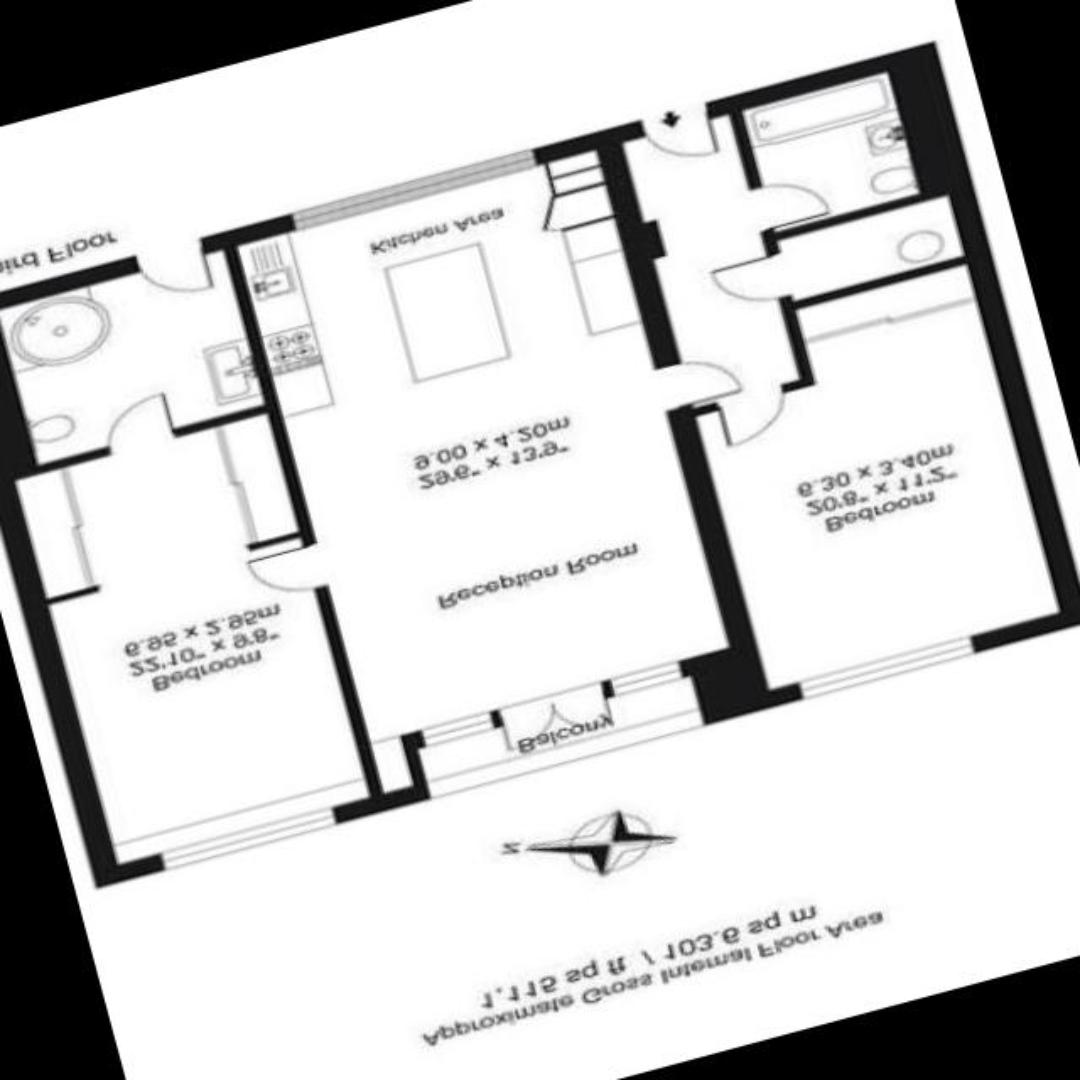 Approximate Gross Internal Floor Area
1,115 sq ft / 103.6 sq m
N
Balcony
Bedroom
22'10" x 9'8"
6.95 x 2.95m
Reception Room
29'6" x 13'9"
9.00 x 4.20m
Bedroom
20'8" x 11'2"
6.30 x 3.40m
Kitchen Area
ird Floor